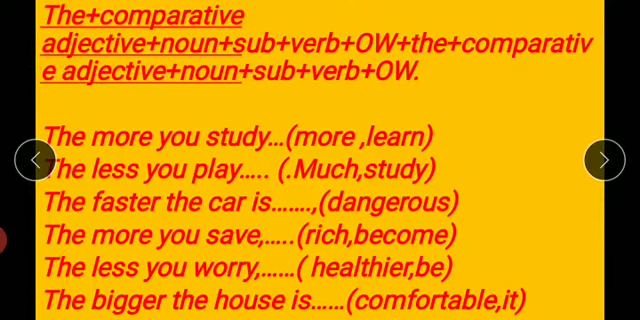 The+comparative
adjective+noun+sub+verb+OW+the+comparativ
e adjective+noun+sub+verb+OW.
The more you study...(more ,learn)
The less you play..... (.Much,study)
The faster the car is.......,(dangerous)
The more you save,.....(rich,become)
The less you worry,......( healthier,be)
The bigger the house is......(comfortable,it)